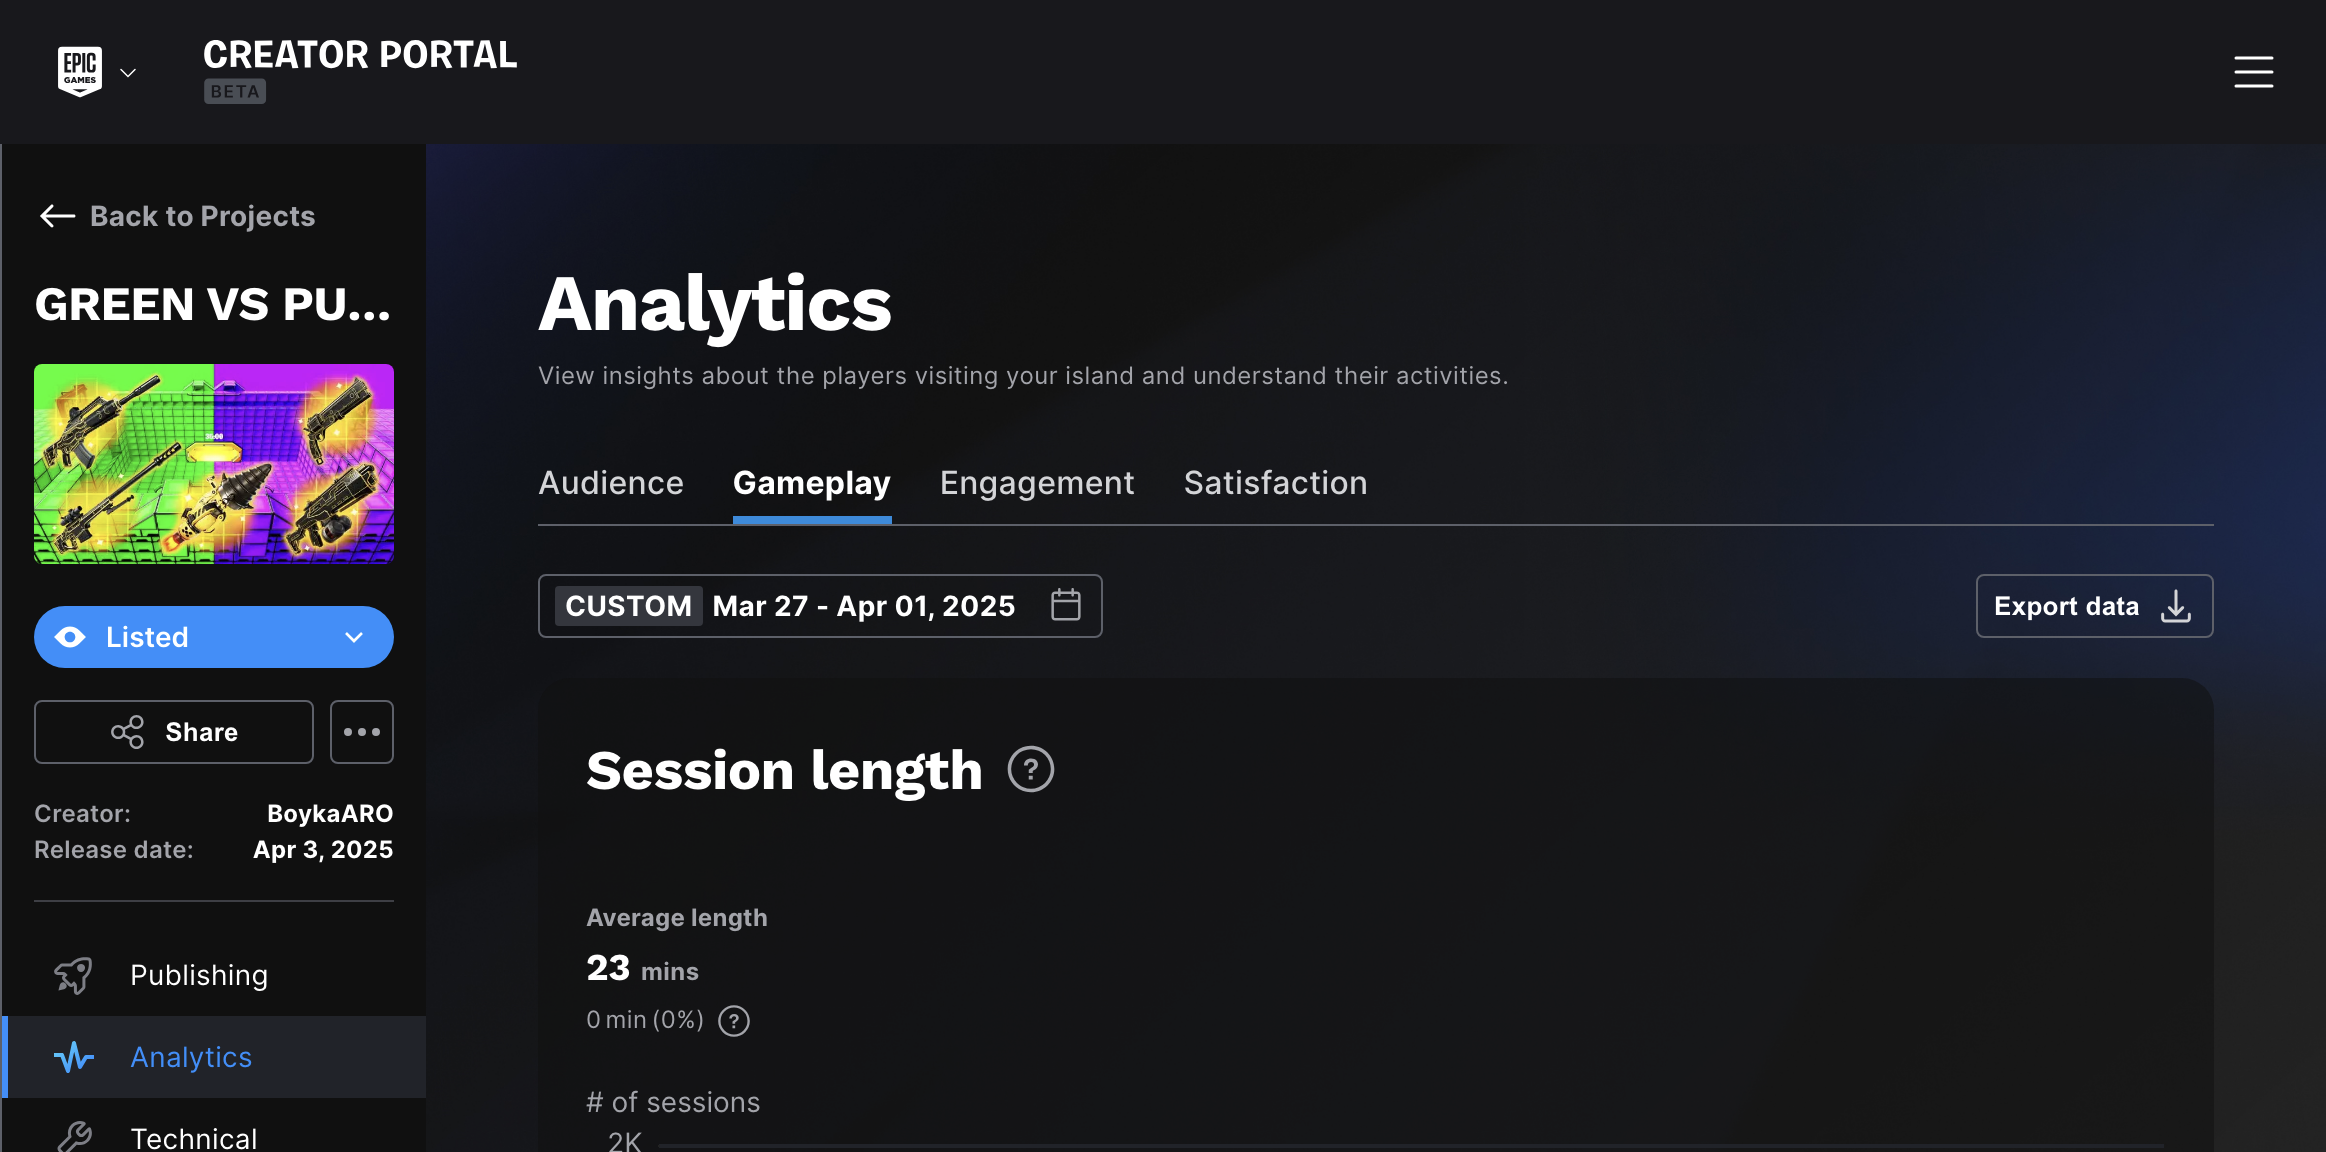 EPIC
GAMES
CREATOR PORTAL
BETA
Back to Projects
GREEN VS PU...
Listed
Share
Creator: BoykaARO
Release date: Apr 3, 2025
Publishing
Analytics
Technical
Analytics
View insights about the players visiting your island and understand their activities.
Audience Gameplay Engagement Satisfaction
CUSTOM Mar 27 - Apr 01, 2025
Export data
Session length ?
Average length
23 mins
0 min (0%) ?
# of sessions
2K